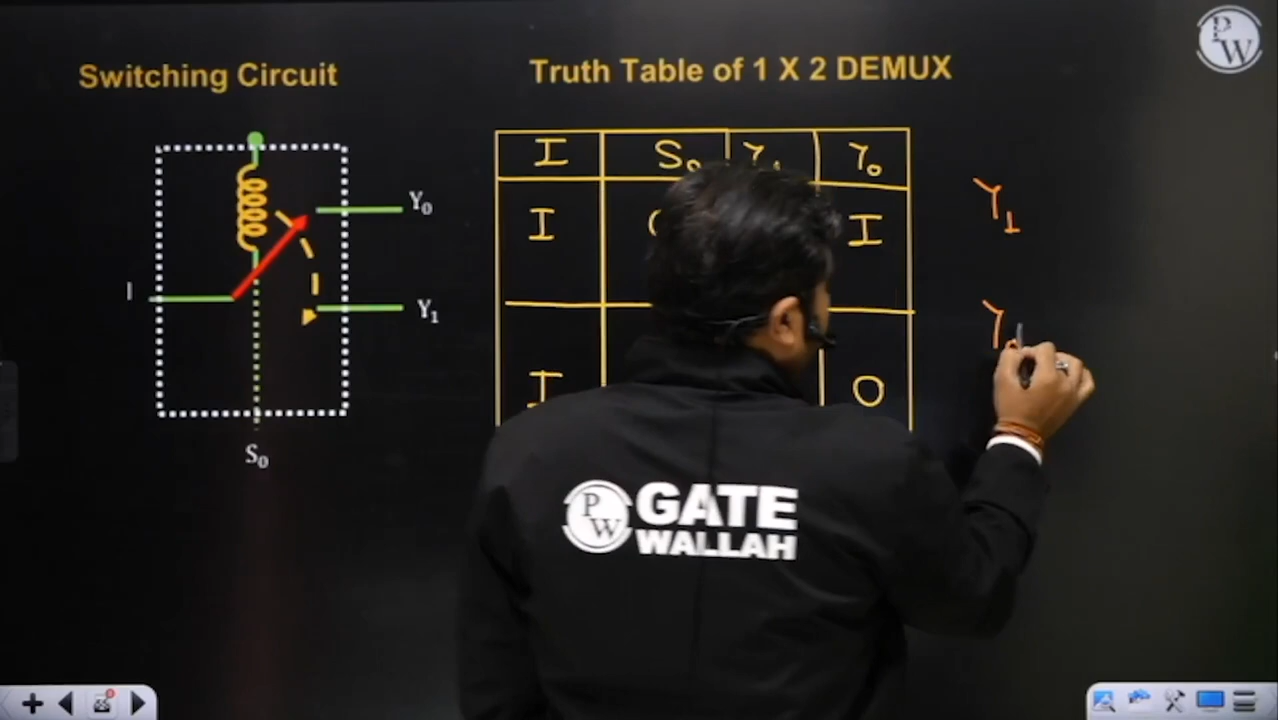 PW
Switching Circuit
Truth Table of 1 X 2 DEMUX
I S₀ Y₁ Y₀
I I
I 0
Y₀
I
Y₁
S₀
Y₁
Y
PW GATE
WALLAH